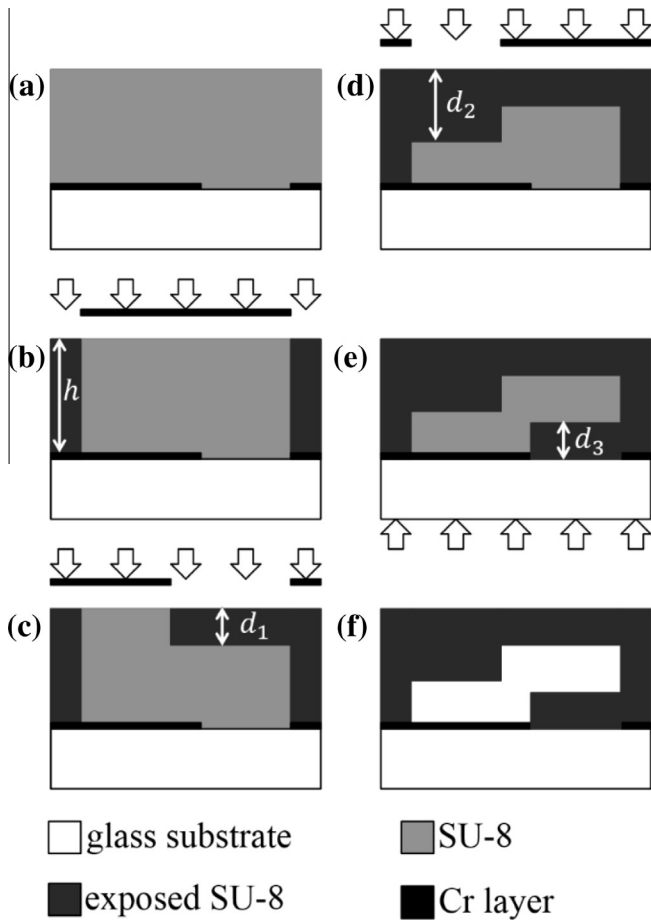 (a)
(d)
d₂
(b)
h
(e)
d₃
(c)
d₁
(f)
glass substrate
SU-8
exposed SU-8
Cr layer